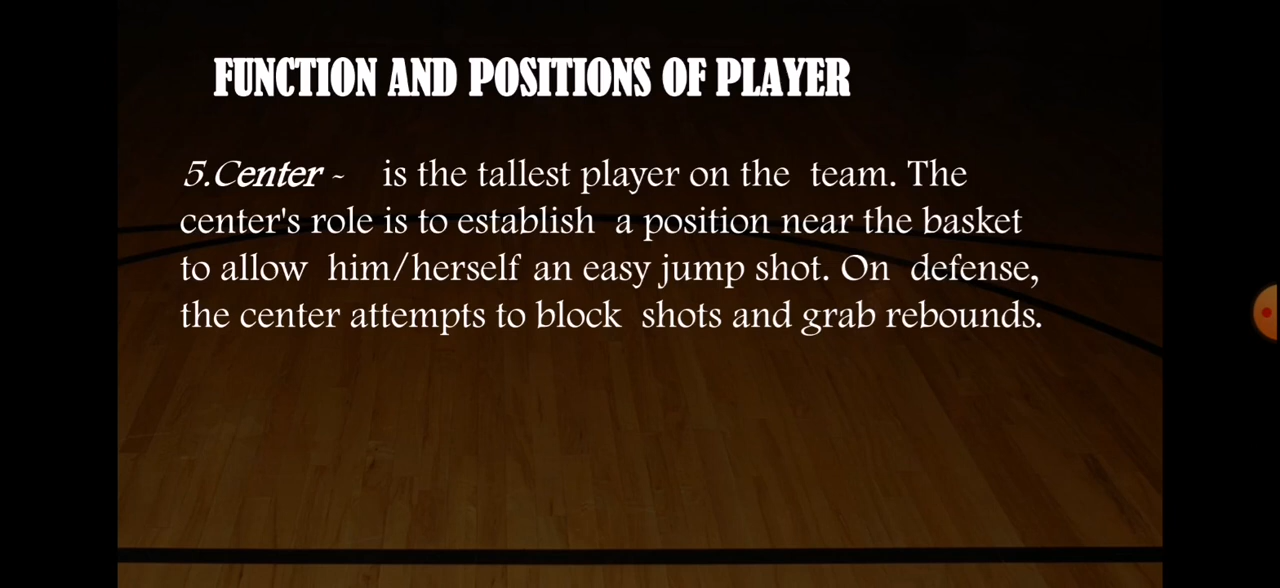 FUNCTION AND POSITIONS OF PLAYER
5.Center - is the tallest player on the team. The
center's role is to establish a position near the basket
to allow him/herself an easy jump shot. On defense,
the center attempts to block shots and grab rebounds.